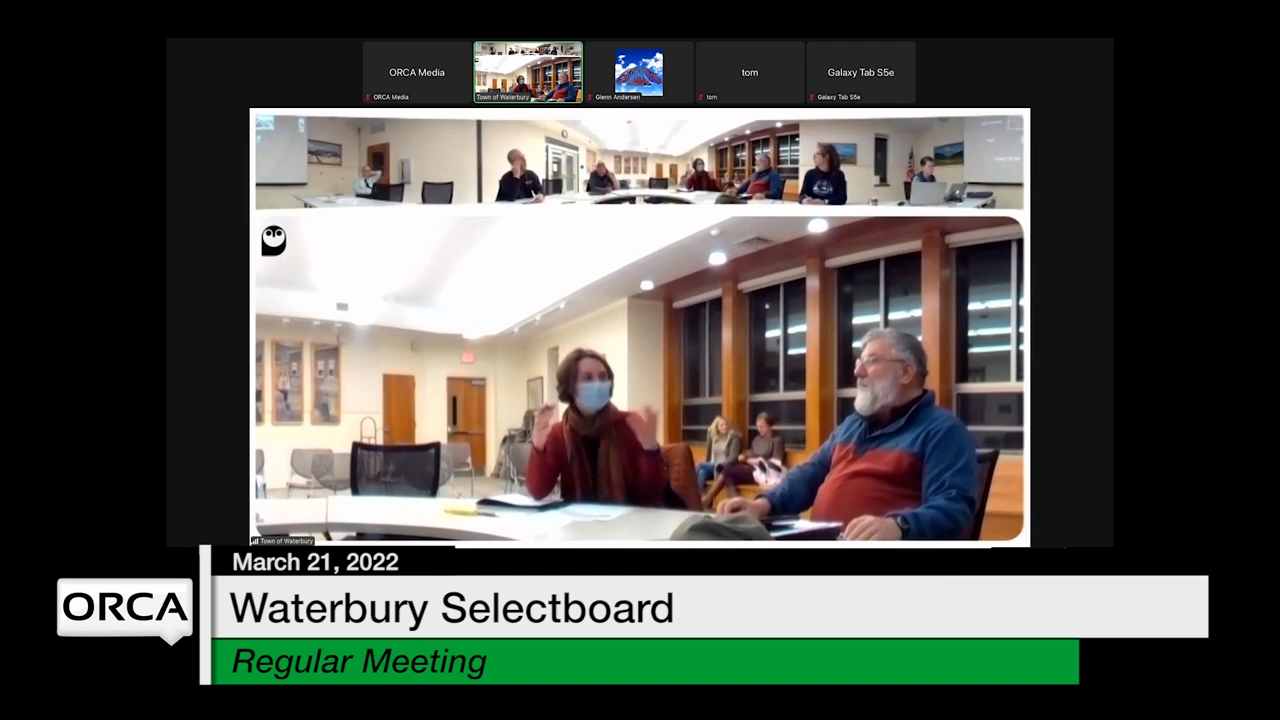 ORCA Media
tom
Galaxy Tab S5e
ORCA Media
Town of Waterbury
Glenn Andersen
tom
Galaxy Tab S5e
Town of Waterbury
March 21, 2022
ORCA
Waterbury Selectboard
Regular Meeting